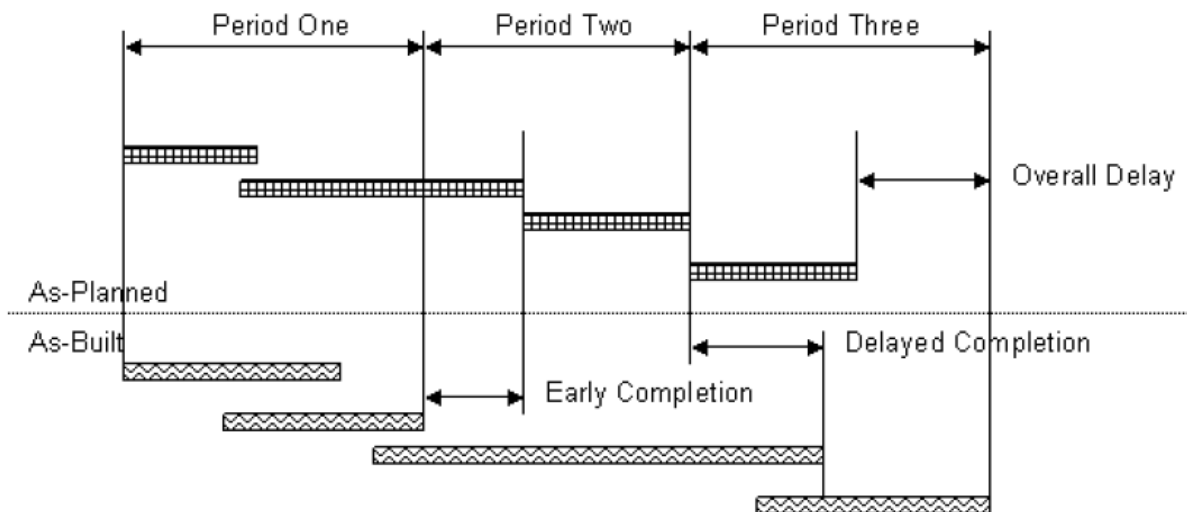 Period One
Period Two
Period Three
Overall Delay
As-Planned
As-Built
Delayed Completion
Early Completion